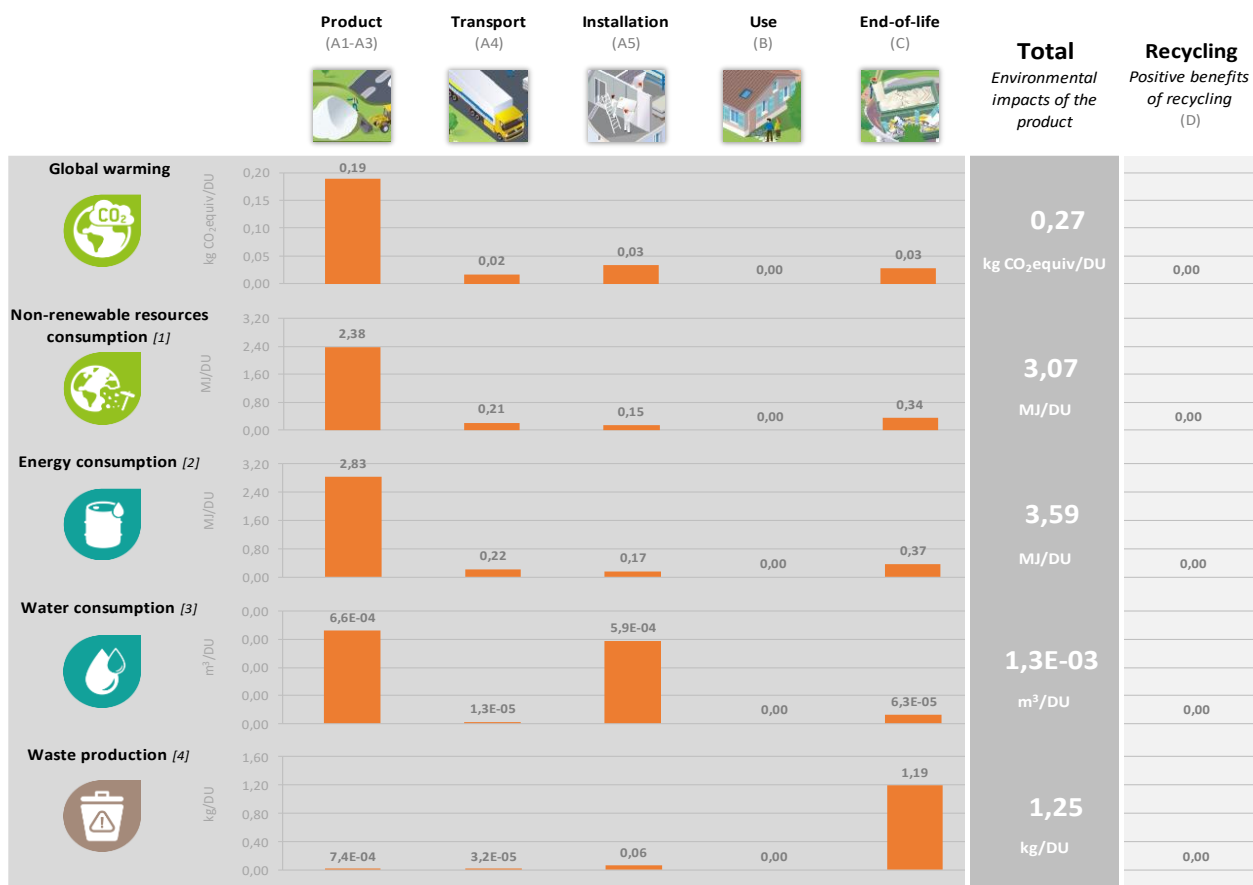 Product
(A1-A3)
Transport
(A4)
Installation
(A5)
Use
(B)
End-of-life
(C)
Total
Environmental
impacts of the
product
Recycling
Positive benefits
of recycling
(D)
Global warming
CO2
kg CO2equiv/DU
0,20
0,15
0,10
0,05
0,00
0,19
0,02
0,03
0,00
0,03
0,27
kg CO2equiv/DU
0,00
Non-renewable resources
consumption [1]
MJ/DU
3,20
2,40
1,60
0,80
0,00
2,38
0,21
0,15
0,00
0,34
3,07
MJ/DU
0,00
Energy consumption [2]
MJ/DU
3,20
2,40
1,60
0,80
0,00
2,83
0,22
0,17
0,00
0,37
3,59
MJ/DU
0,00
Water consumption [3]
m³/DU
0,00
0,00
0,00
0,00
0,00
6,6E-04
1,3E-05
5,9E-04
0,00
6,3E-05
1,3E-03
m³/DU
0,00
Waste production [4]
kg/DU
1,60
1,20
0,80
0,40
0,00
7,4E-04
3,2E-05
0,06
0,00
1,19
1,25
kg/DU
0,00